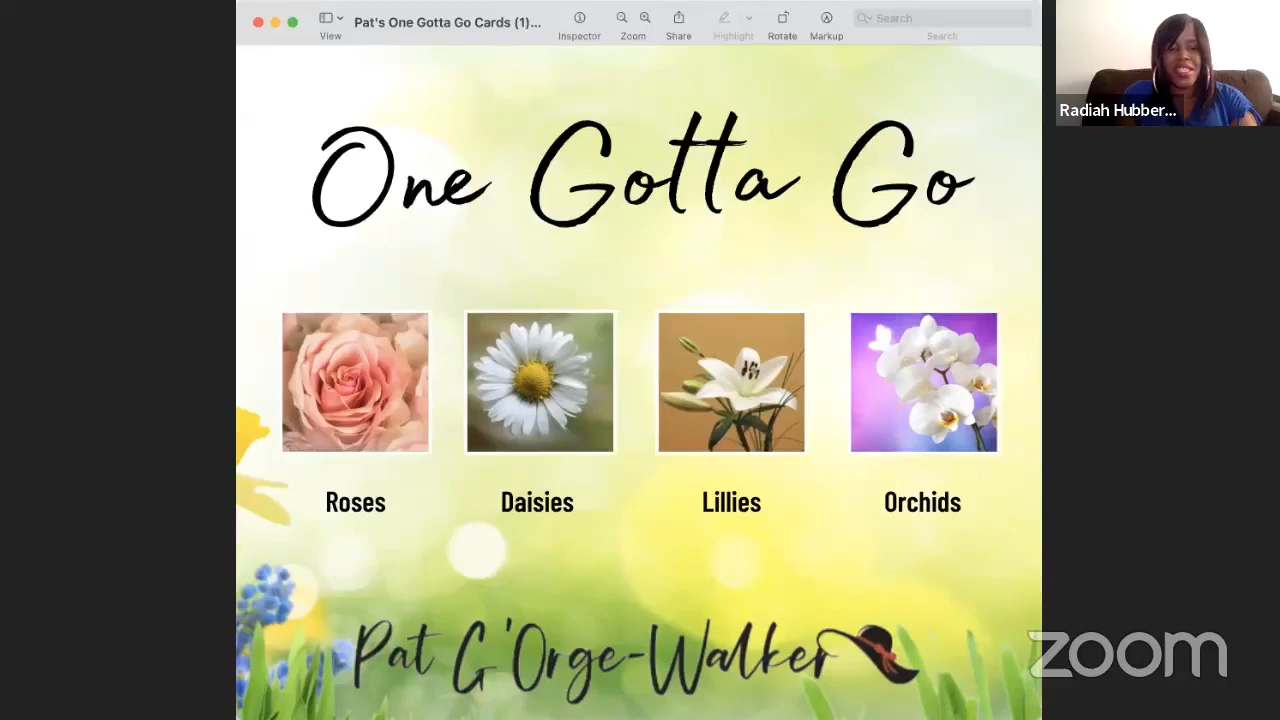 Pat's One Gotta Go Cards (1)...
View
Inspector
Zoom
Share
Highlight
Rotate
Markup
Search
Search
Radiah Hubber...
One Gotta Go
Roses
Daisies
Lillies
Orchids
Pat G'Orge-Walker
zoom